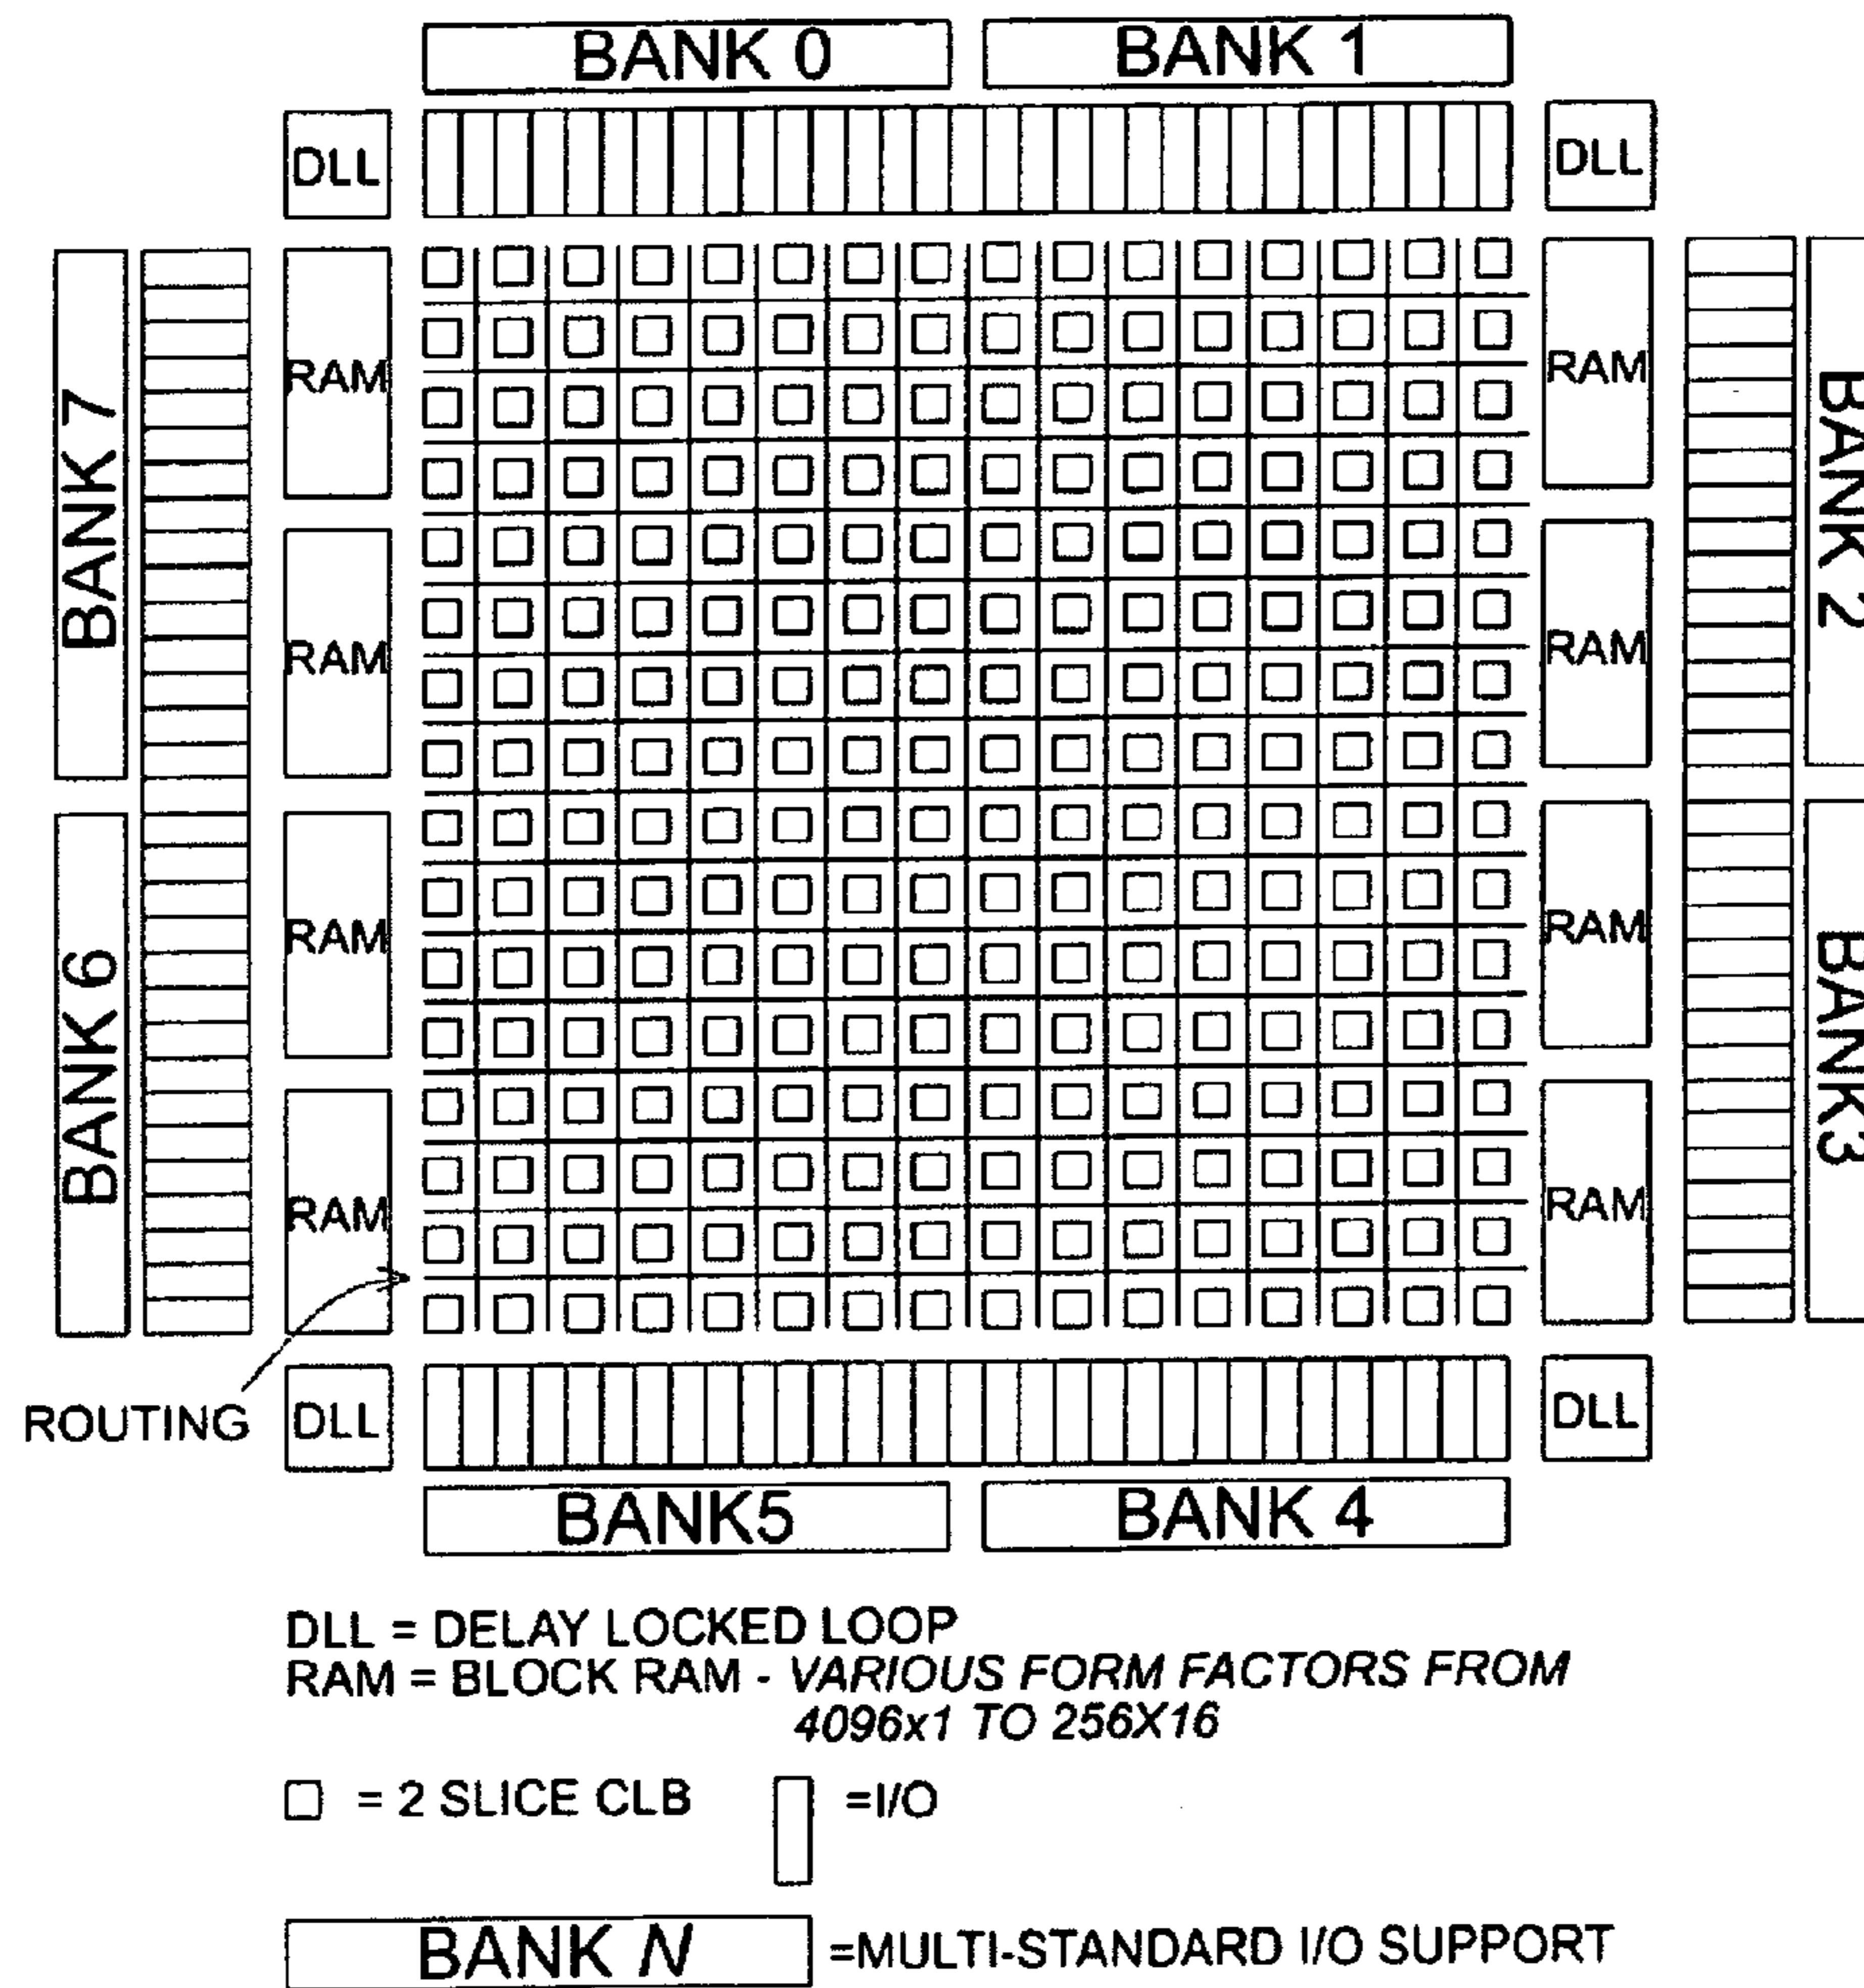 BANK 0
BANK 1
DLL
DLL
BANK 7
RAM
RAM
BANK 2
RAM
RAM
BANK 6
RAM
RAM
BANK3
RAM
RAM
ROUTING
DLL
DLL
BANK5
BANK 4
DLL = DELAY LOCKED LOOP
RAM = BLOCK RAM - VARIOUS FORM FACTORS FROM
4096x1 TO 256X16
= 2 SLICE CLB
=I/O
BANK N
=MULTI-STANDARD I/O SUPPORT